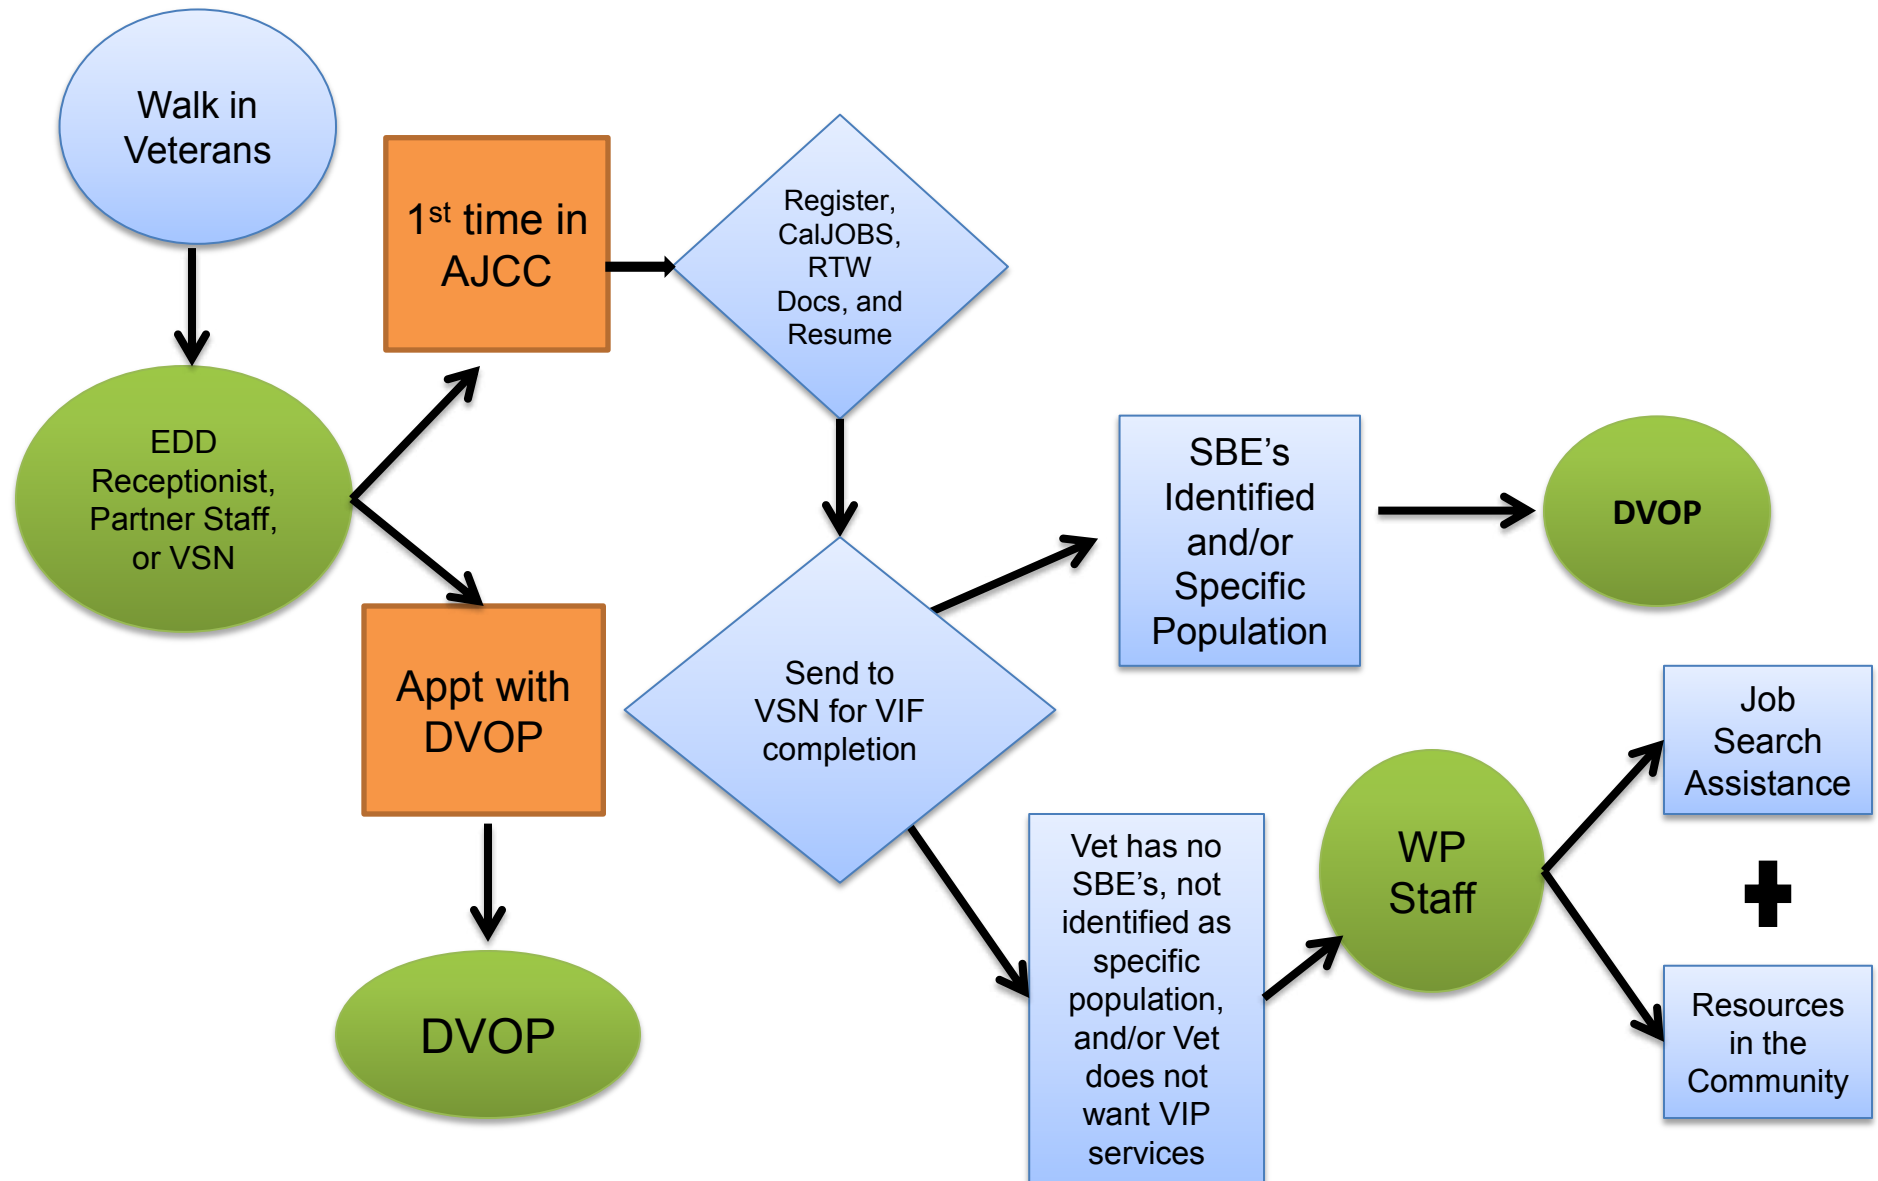 Walk in
Veterans
EDD
Receptionist,
Partner Staff,
or VSN
1st time in
AJCC
Appt with
DVOP
DVOP
Register,
CalJOBS,
RTW
Docs, and
Resume
Send to
VSN for VIF
completion
SBE’s
Identified
and/or
Specific
Population
DVOP
Vet has no
SBE’s, not
identified as
specific
population,
and/or Vet
does not
want VIP
services
WP
Staff
Job
Search
Assistance
Resources
in the
Community